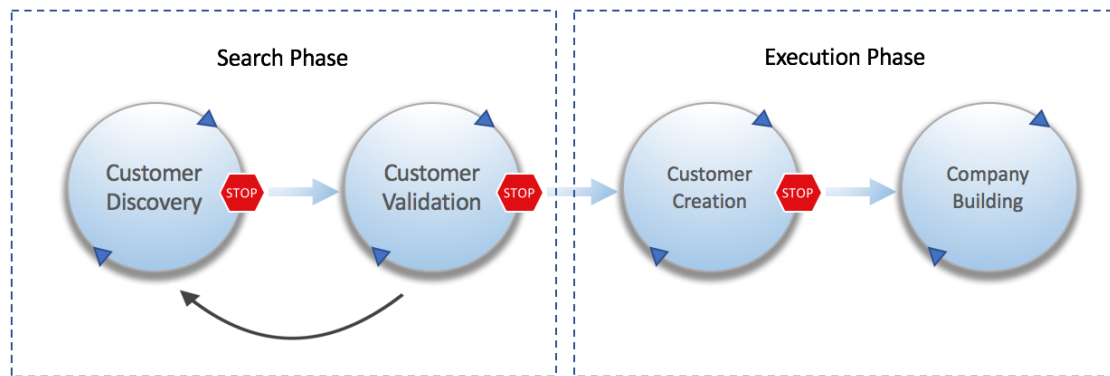 Search Phase
Customer
Discovery
STOP
Customer
Validation
STOP
Execution Phase
Customer
Creation
STOP
Company
Building